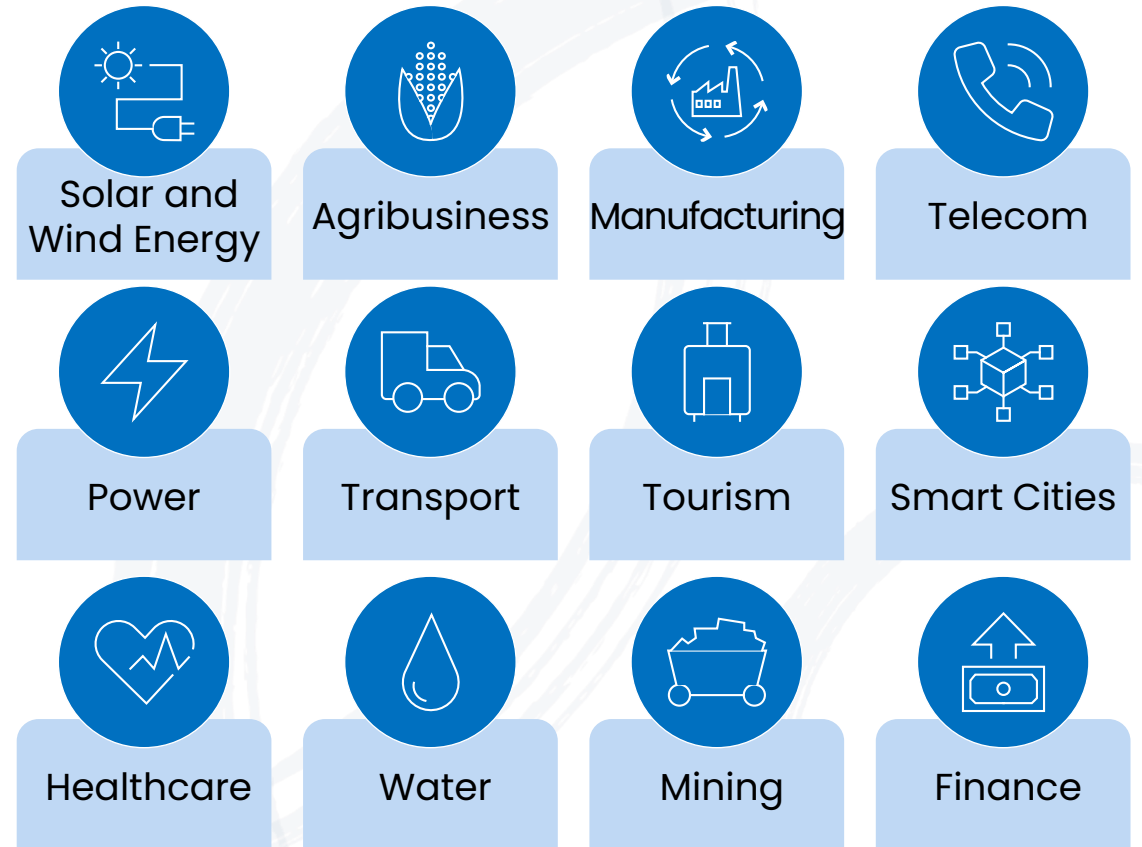 Solar and
Wind Energy
Agribusiness
Manufacturing
Telecom
Power
Transport
Tourism
Smart Cities
Healthcare
Water
Mining
Finance